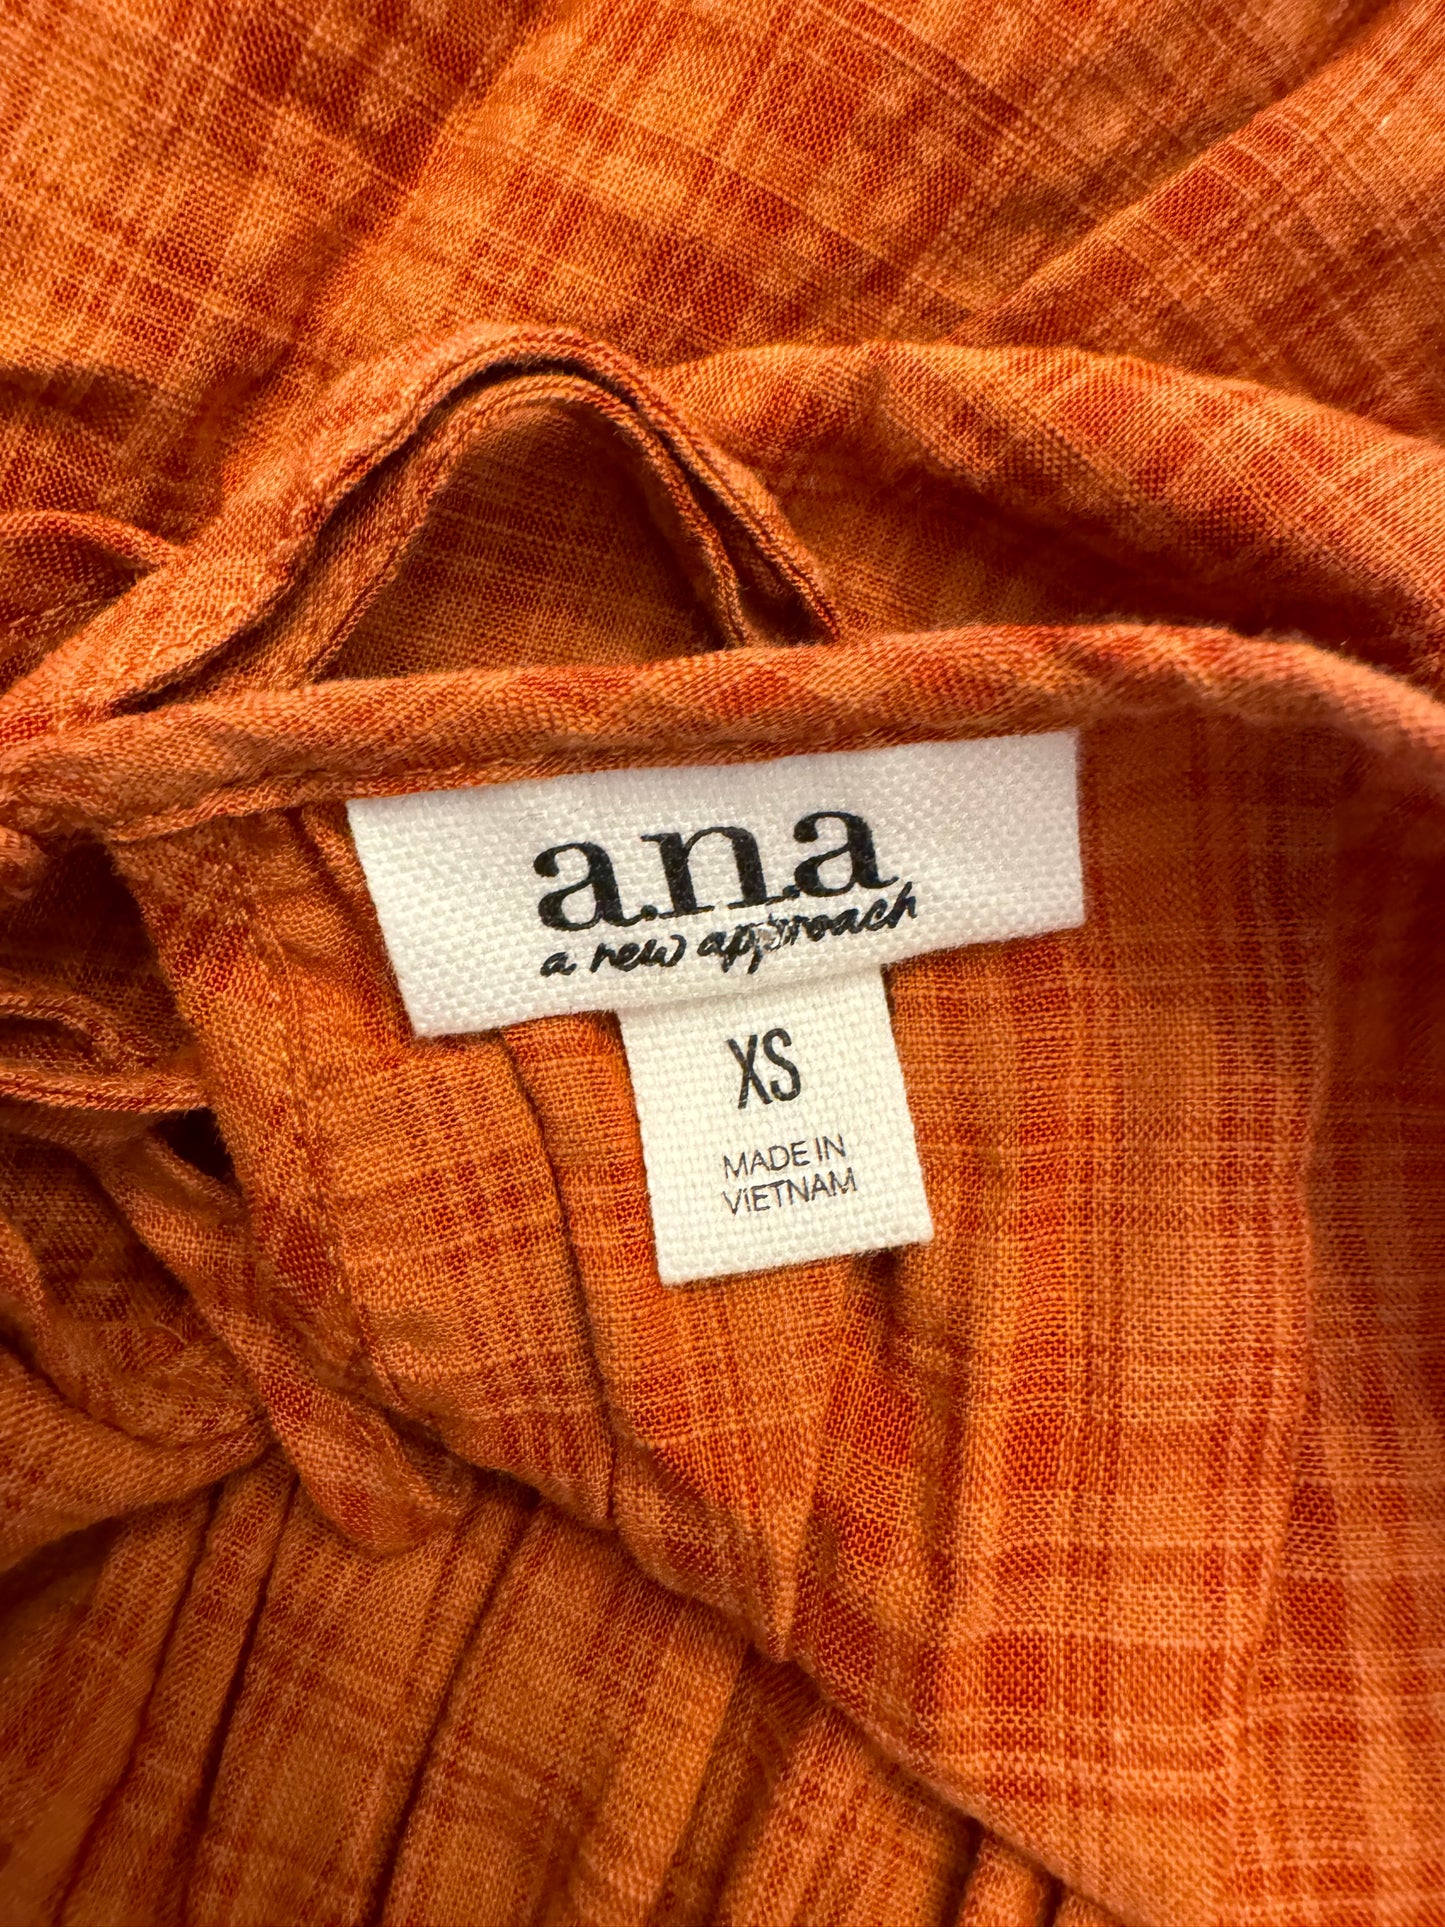 a.n.a
a new approach
XS
MADE IN
VIETNAM